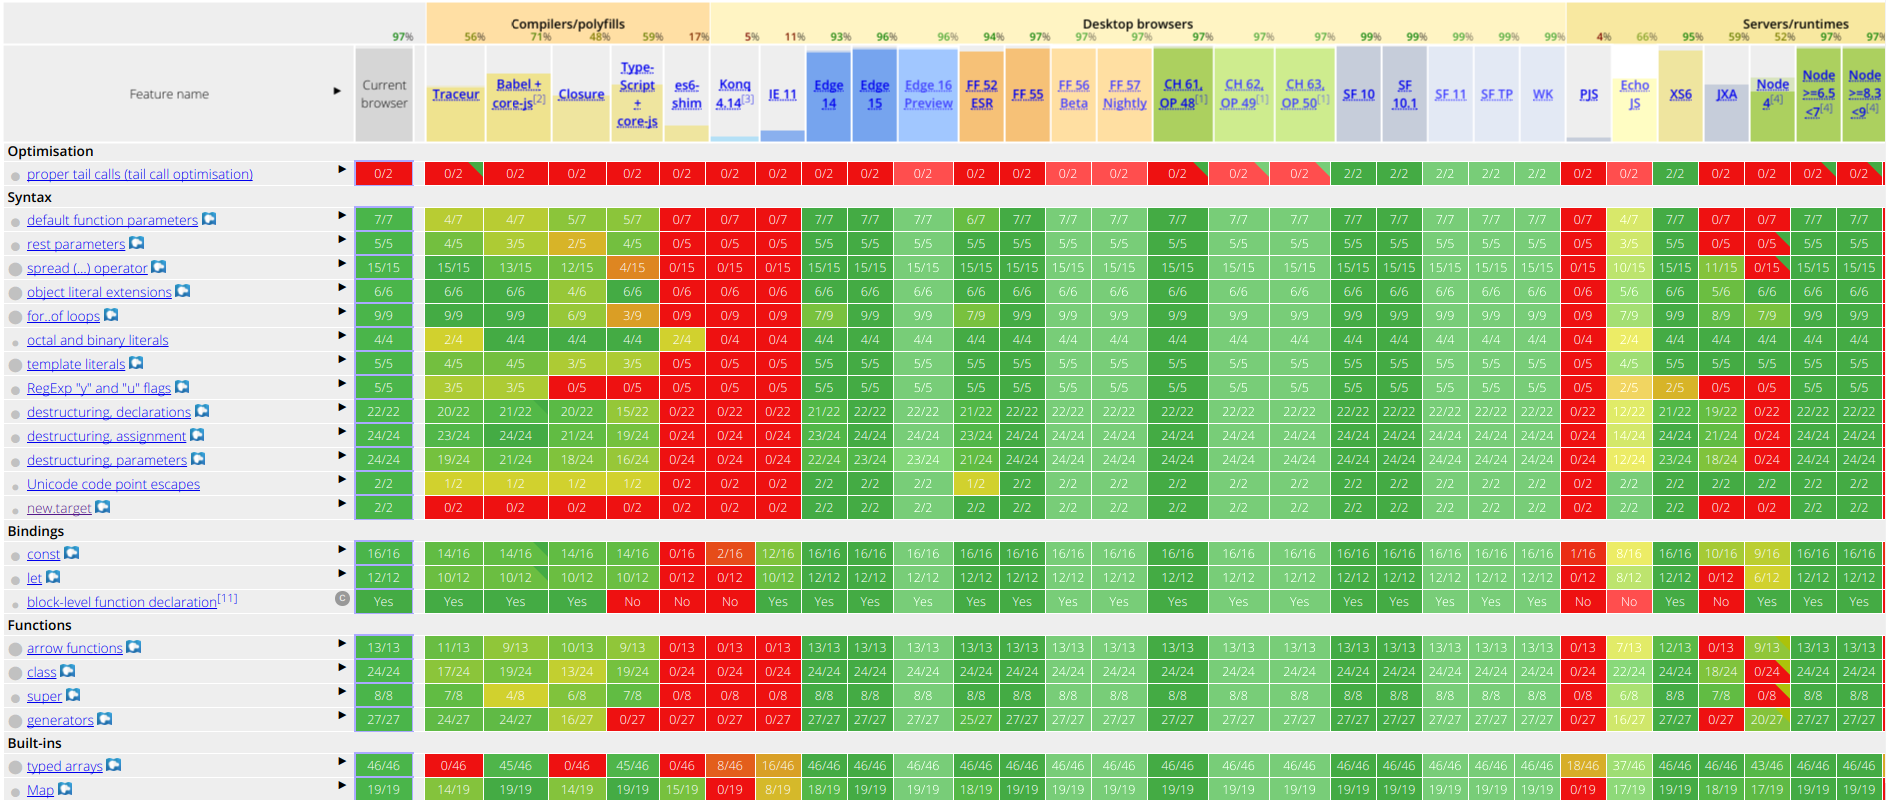 Compilers/polyfills Desktop browsers Servers/runtimes
97% 56% 71% 48% 59% 17% 5% 11% 93% 96% 96% 94% 97% 97% 97% 97% 97% 97% 99% 99% 99% 99% 99% 4% 66% 95% 59% 52% 97% 97%
Feature name ▶ Current browser Traceur Babel + core-js[2] Closure Type-Script + core-js es6-shim Konq 4.14[3] IE 11 Edge 14 Edge 15 Edge 16 Preview FF 52 ESR FF 55 FF 56 Beta FF 57 Nightly CH 61, OP 48[1] CH 62, OP 49[1] CH 63, OP 50[1] SF 10 SF 10.1 SF 11 SF TP WK PJS Echo JS XS6 JXA Node 4[4] Node >=6.5 <7[4] Node >=8.3 <9[4]
Optimisation
proper tail calls (tail call optimisation) ▶ 0/2 0/2 0/2 0/2 0/2 0/2 0/2 0/2 0/2 0/2 0/2 0/2 0/2 0/2 0/2 0/2 0/2 0/2 2/2 2/2 2/2 2/2 2/2 0/2 0/2 2/2 0/2 0/2 0/2 0/2
Syntax
default function parameters ▶ 7/7 4/7 4/7 5/7 5/7 0/7 0/7 0/7 7/7 7/7 7/7 6/7 7/7 7/7 7/7 7/7 7/7 7/7 7/7 7/7 7/7 7/7 7/7 0/7 4/7 7/7 0/7 0/7 7/7 7/7
rest parameters ▶ 5/5 4/5 3/5 2/5 4/5 0/5 0/5 0/5 5/5 5/5 5/5 5/5 5/5 5/5 5/5 5/5 5/5 5/5 5/5 5/5 5/5 5/5 5/5 0/5 3/5 5/5 0/5 0/5 5/5 5/5
spread (...) operator ▶ 15/15 15/15 13/15 12/15 4/15 0/15 0/15 0/15 15/15 15/15 15/15 15/15 15/15 15/15 15/15 15/15 15/15 15/15 15/15 15/15 15/15 15/15 15/15 0/15 10/15 15/15 11/15 0/15 15/15 15/15
object literal extensions ▶ 6/6 6/6 6/6 4/6 6/6 0/6 0/6 0/6 6/6 6/6 6/6 6/6 6/6 6/6 6/6 6/6 6/6 6/6 6/6 6/6 6/6 6/6 6/6 0/6 5/6 6/6 5/6 6/6 6/6 6/6
for..of loops ▶ 9/9 9/9 9/9 6/9 3/9 0/9 0/9 0/9 7/9 9/9 9/9 7/9 9/9 9/9 9/9 9/9 9/9 9/9 9/9 9/9 9/9 9/9 9/9 0/9 7/9 9/9 8/9 7/9 9/9 9/9
octal and binary literals ▶ 4/4 2/4 4/4 4/4 4/4 2/4 0/4 0/4 4/4 4/4 4/4 4/4 4/4 4/4 4/4 4/4 4/4 4/4 4/4 4/4 4/4 4/4 4/4 0/4 2/4 4/4 4/4 4/4 4/4 4/4
template literals ▶ 5/5 4/5 4/5 3/5 3/5 0/5 0/5 0/5 5/5 5/5 5/5 5/5 5/5 5/5 5/5 5/5 5/5 5/5 5/5 5/5 5/5 5/5 5/5 0/5 4/5 5/5 5/5 5/5 5/5 5/5
RegExp "y" and "u" flags ▶ 5/5 3/5 3/5 0/5 0/5 0/5 0/5 0/5 5/5 5/5 5/5 5/5 5/5 5/5 5/5 5/5 5/5 5/5 5/5 5/5 5/5 5/5 5/5 0/5 2/5 2/5 0/5 0/5 5/5 5/5
destructuring, declarations ▶ 22/22 20/22 21/22 20/22 15/22 0/22 0/22 0/22 21/22 22/22 22/22 21/22 22/22 22/22 22/22 22/22 22/22 22/22 22/22 22/22 22/22 22/22 22/22 0/22 12/22 21/22 19/22 0/22 22/22 22/22
destructuring, assignment ▶ 24/24 23/24 24/24 21/24 19/24 0/24 0/24 0/24 23/24 24/24 24/24 23/24 24/24 24/24 24/24 24/24 24/24 24/24 24/24 24/24 24/24 24/24 24/24 0/24 14/24 24/24 21/24 0/24 24/24 24/24
destructuring, parameters ▶ 24/24 19/24 21/24 18/24 16/24 0/24 0/24 0/24 22/24 23/24 23/24 21/24 24/24 24/24 24/24 24/24 24/24 24/24 24/24 24/24 24/24 24/24 24/24 0/24 12/24 23/24 18/24 0/24 24/24 24/24
Unicode code point escapes ▶ 2/2 1/2 1/2 1/2 1/2 0/2 0/2 0/2 2/2 2/2 2/2 1/2 2/2 2/2 2/2 2/2 2/2 2/2 2/2 2/2 2/2 2/2 2/2 0/2 2/2 2/2 2/2 2/2 2/2 2/2
new.target ▶ 2/2 0/2 0/2 0/2 0/2 0/2 0/2 0/2 2/2 2/2 2/2 2/2 2/2 2/2 2/2 2/2 2/2 2/2 2/2 2/2 2/2 2/2 2/2 0/2 2/2 2/2 0/2 0/2 2/2 2/2
Bindings
const ▶ 16/16 14/16 14/16 14/16 14/16 0/16 2/16 12/16 16/16 16/16 16/16 16/16 16/16 16/16 16/16 16/16 16/16 16/16 16/16 16/16 16/16 16/16 16/16 1/16 8/16 16/16 10/16 9/16 16/16 16/16
let ▶ 12/12 10/12 10/12 10/12 10/12 0/12 0/12 10/12 12/12 12/12 12/12 12/12 12/12 12/12 12/12 12/12 12/12 12/12 12/12 12/12 12/12 12/12 12/12 0/12 8/12 12/12 0/12 6/12 12/12 12/12
block-level function declaration[11] C Yes Yes Yes Yes No No No Yes Yes Yes Yes Yes Yes Yes Yes Yes Yes Yes Yes Yes Yes Yes Yes No No Yes No Yes Yes Yes
Functions
arrow functions ▶ 13/13 11/13 9/13 10/13 9/13 0/13 0/13 0/13 13/13 13/13 13/13 13/13 13/13 13/13 13/13 13/13 13/13 13/13 13/13 13/13 13/13 13/13 13/13 0/13 7/13 12/13 0/13 9/13 13/13 13/13
class ▶ 24/24 17/24 19/24 13/24 19/24 0/24 0/24 0/24 24/24 24/24 24/24 24/24 24/24 24/24 24/24 24/24 24/24 24/24 24/24 24/24 24/24 24/24 24/24 0/24 22/24 24/24 18/24 0/24 24/24 24/24
super ▶ 8/8 7/8 4/8 6/8 7/8 0/8 0/8 0/8 8/8 8/8 8/8 8/8 8/8 8/8 8/8 8/8 8/8 8/8 8/8 8/8 8/8 8/8 8/8 0/8 6/8 8/8 7/8 0/8 8/8 8/8
generators ▶ 27/27 24/27 24/27 16/27 0/27 0/27 0/27 0/27 27/27 27/27 27/27 25/27 27/27 27/27 27/27 27/27 27/27 27/27 27/27 27/27 27/27 27/27 27/27 0/27 16/27 27/27 0/27 20/27 27/27 27/27
Built-ins
typed arrays ▶ 46/46 0/46 45/46 0/46 45/46 0/46 8/46 16/46 46/46 46/46 46/46 46/46 46/46 46/46 46/46 46/46 46/46 46/46 46/46 46/46 46/46 46/46 46/46 18/46 37/46 46/46 46/46 43/46 46/46 46/46
Map ▶ 19/19 14/19 19/19 14/19 19/19 15/19 0/19 8/19 18/19 19/19 19/19 18/19 19/19 19/19 19/19 19/19 19/19 19/19 19/19 19/19 19/19 19/19 19/19 0/19 17/19 19/19 18/19 17/19 19/19 19/19